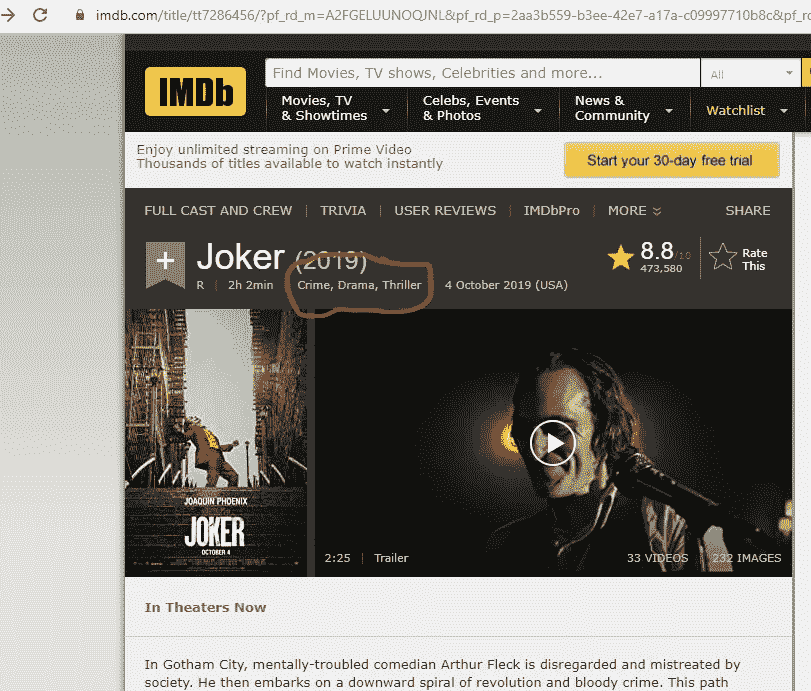 imdb.com/title/tt7286456/?pf_rd_m=A2FGELUUNOQJNL&pf_rd_p=2aa3b559-b3ee-42e7-a17a-c09997710b8c&pf_rd
IMDb
Find Movies, TV shows, Celebrities and more...
All
Movies, TV
& Showtimes
Celebs, Events
& Photos
News &
Community
Watchlist
Enjoy unlimited streaming on Prime Video
Thousands of titles available to watch instantly
Start your 30-day free trial
FULL CAST AND CREW | TRIVIA | USER REVIEWS | IMDbPro | MORE
SHARE
+ Joker (2019)
8.8/10
473,580
Rate
This
R | 2h 2min
Crime, Drama, Thriller
4 October 2019 (USA)
JOAQUIN PHOENIX
JOKER
OCTOBER 4
2:25 | Trailer
33 VIDEOS
232 IMAGES
In Theaters Now
In Gotham City, mentally-troubled comedian Arthur Fleck is disregarded and mistreated by
society. He then embarks on a downward spiral of revolution and bloody crime. This path